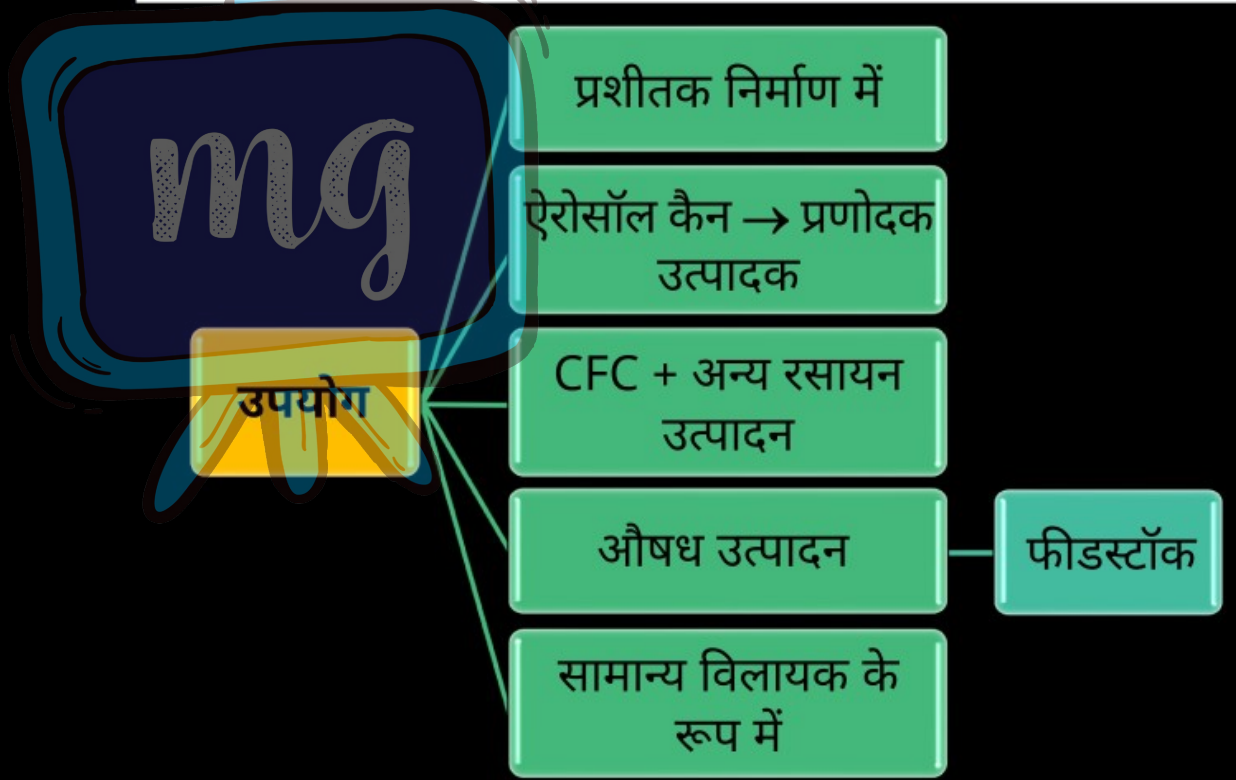 mg
प्रशीतक निर्माण में
ऐरोसॉल कैन → प्रणोदक
उत्पादक
उपयोग
CFC + अन्य रसायन
उत्पादन
औषध उत्पादन
फीडस्टॉक
सामान्य विलायक के
रूप में